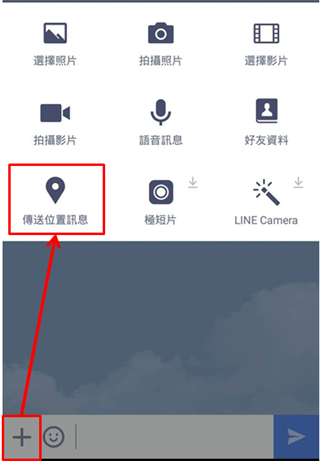 選擇照片
拍攝照片
選擇影片
拍攝影片
語音訊息
好友資料
傳送位置訊息
極短片
LINE Camera